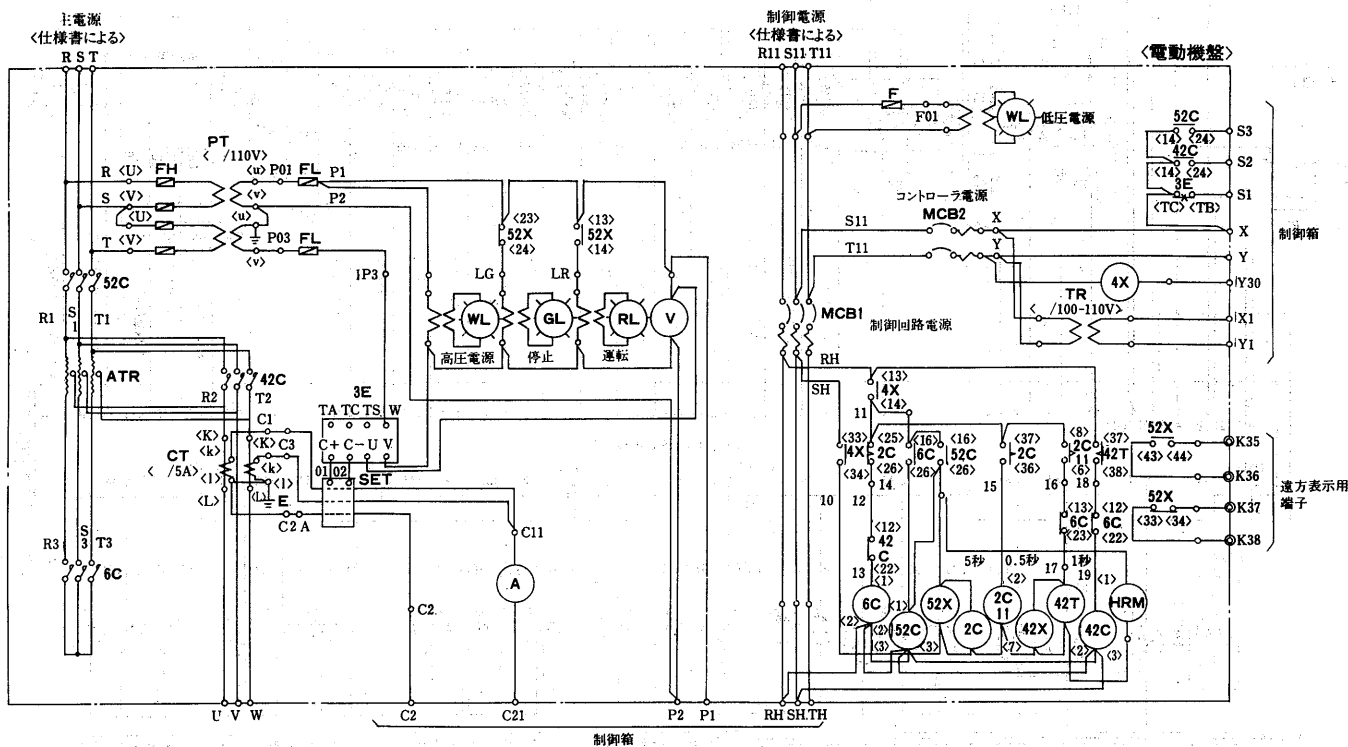 主電源
〈仕様書による〉
R S T
制御電源
〈仕様書による〉
R11 S11 T11
〈電動機盤〉
F
F01
WL
低圧電源
52C
〈14〉 〈24〉
S3
42C
〈14〉 〈24〉
S2
3E
〈TC〉 〈TB〉
S1
X
Y
制御箱
PT
〈 /110V〉
R 〈U〉
FH
〈u〉
P01
FL
P1
S 〈V〉
〈v〉
P2
〈U〉
〈u〉
T 〈V〉
〈v〉
P03
FL
P3
コントローラ電源
MCB2
S11
X
T11
Y
4X
Y30
TR
〈 /100-110V〉
X1
Y1
〈23〉
52X
〈24〉
〈13〉
52X
〈14〉
LG
LR
WL
GL
RL
V
高圧電源
停止
運転
52C
R1
S1
T1
ATR
42C
R2
T2
MCB1
制御回路電源
RH
SH
〈13〉
4X
〈14〉
11
3E
TA TC TS W
C+ C- U V
01 02
SET
C1
〈K〉
〈k〉
〈K〉
C3
CT
〈 /5A〉
〈k〉
〈l〉
〈l〉
〈L〉
〈L〉
E
C2 A
C11
A
C2
R3
S3
T3
6C
〈33〉
4X
〈34〉
〈25〉
2C
〈26〉
〈16〉
6C
〈26〉
〈16〉
52C
〈26〉
〈37〉
2C
〈36〉
〈8〉
2C
11
〈6〉
〈37〉
42T
〈38〉
10
12
14
15
16
18
〈12〉
42
C
〈22〉
13
〈13〉
6C
〈23〉
〈12〉
6C
〈22〉
5秒
0.5秒
1秒
17
19
〈1〉
6C
〈2〉
〈1〉
52C
〈2〉
〈3〉
52X
〈3〉
2C
〈2〉
2C
11
〈7〉
42X
42T
〈2〉
42C
〈1〉
〈3〉
HRM
52X
〈43〉 〈44〉
K35
K36
52X
〈33〉 〈34〉
K37
K38
遠方表示用
端子
U V W
C2
C21
P2
P1
RH SH TH
制御箱